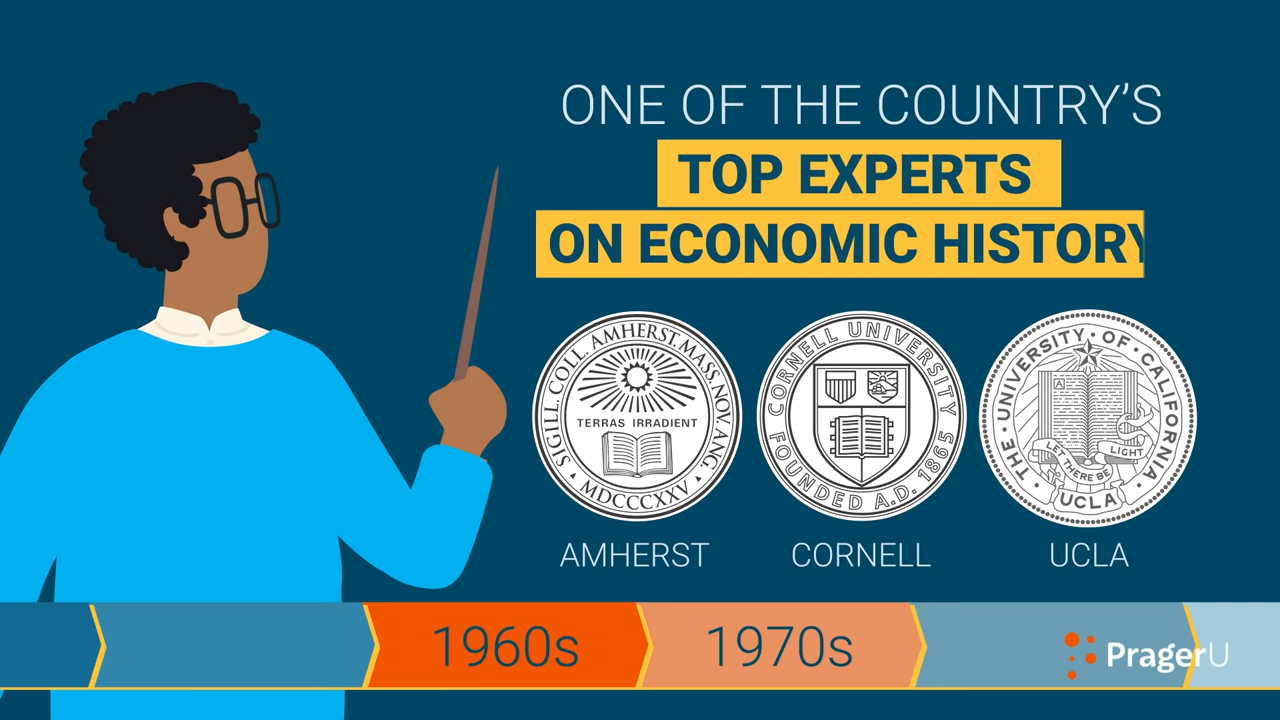 ONE OF THE COUNTRY'S
TOP EXPERTS
ON ECONOMIC HISTORY
SIGILL. COLL. AMHERST. MASS. NOV. ANG.
TERRAS IRRADIENT
MDCCCXXV
CORNELL UNIVERSITY
FOUNDED A.D. 1865
THE · UNIVERSITY · OF · CALIFORNIA
A
LET THERE BE
LIGHT
UCLA
AMHERST
CORNELL
UCLA
1960s
1970s
PragerU